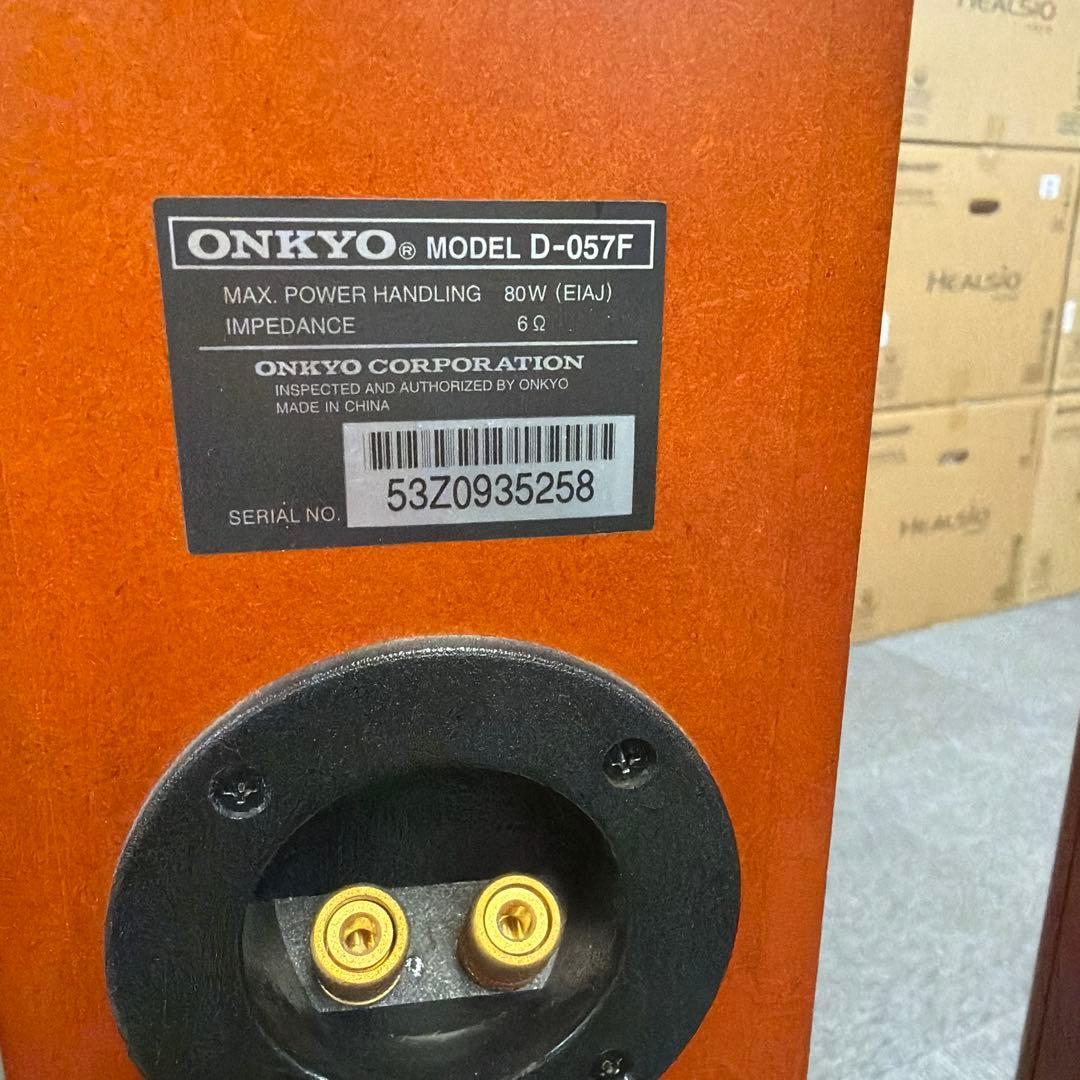 ONKYO® MODEL D-057F
MAX. POWER HANDLING 80W (EIAJ)
IMPEDANCE 6Ω
ONKYO CORPORATION
INSPECTED AND AUTHORIZED BY ONKYO
MADE IN CHINA
53Z0935258
SERIAL NO.
HEALSIO
HEALSIO
HEALSIO